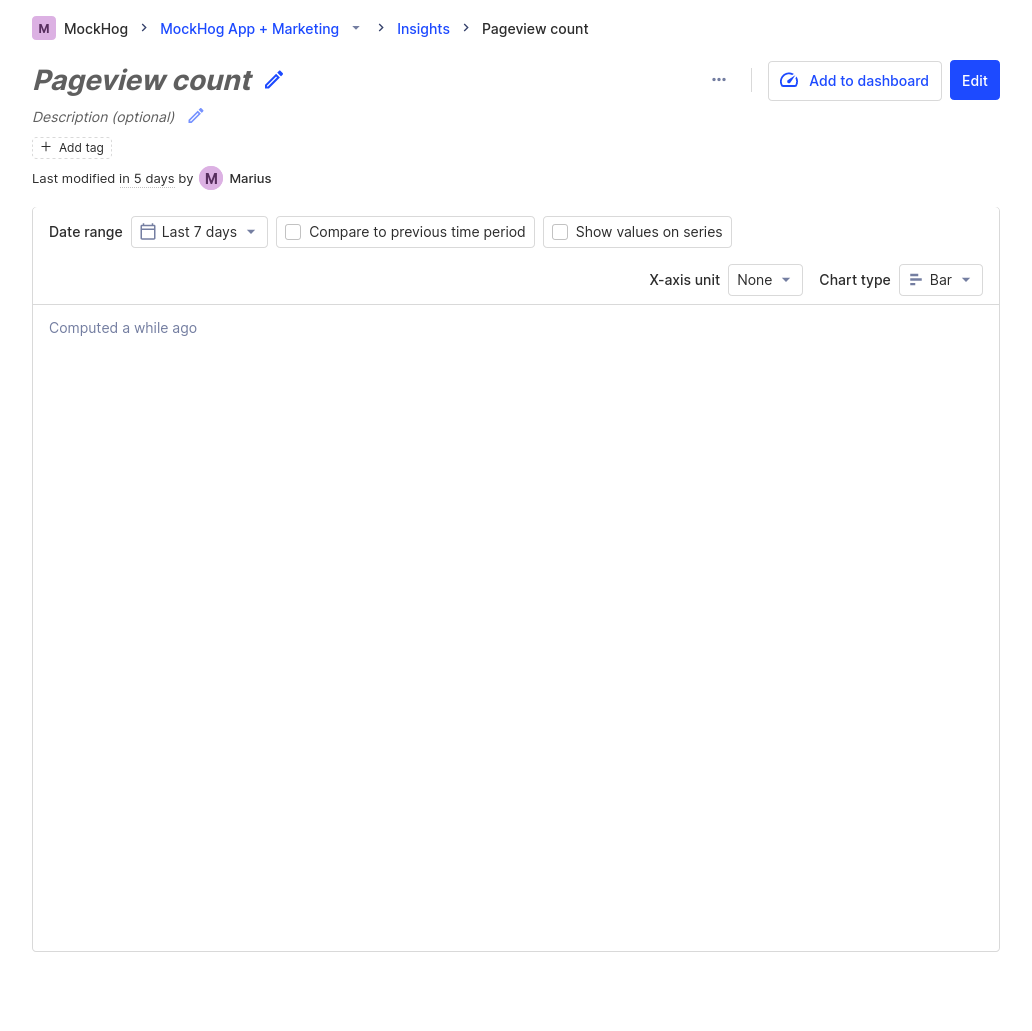 M MockHog > MockHog App + Marketing > Insights > Pageview count
Pageview count
Add to dashboard
Edit
Description (optional)
+ Add tag
Last modified in 5 days by M Marius
Date range Last 7 days Compare to previous time period Show values on series
X-axis unit None Chart type Bar
Computed a while ago